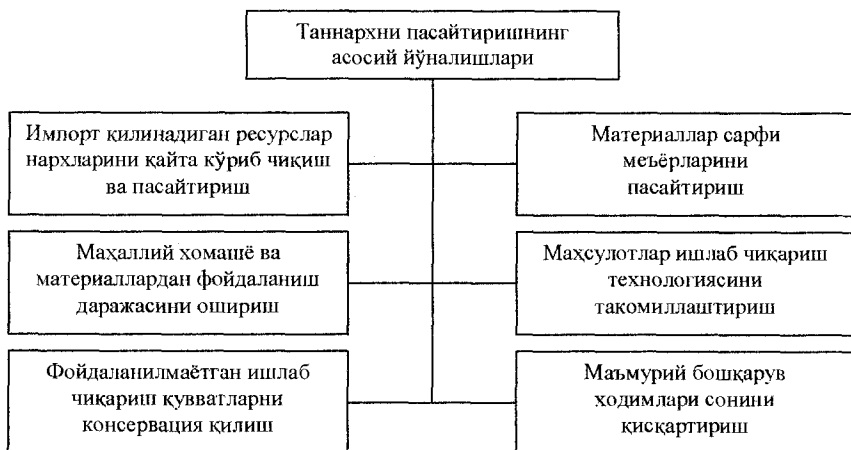 Таннархни пасайтиришнинг
асосий йўналишлари
Импорт қилинадиган ресурслар
нархларини қайта кўриб чиқиш
ва пасайтириш
Материаллар сарфи
меъёрларини
пасайтириш
Маҳаллий хомашё ва
материаллардан фойдаланиш
даражасини ошириш
Маҳсулотлар ишлаб чиқариш
технологиясини
такомиллаштириш
Фойдаланилмаётган ишлаб
чиқариш қувватларни
консервация қилиш
Маъмурий бошқарув
ходимлари сонини
қисқартириш